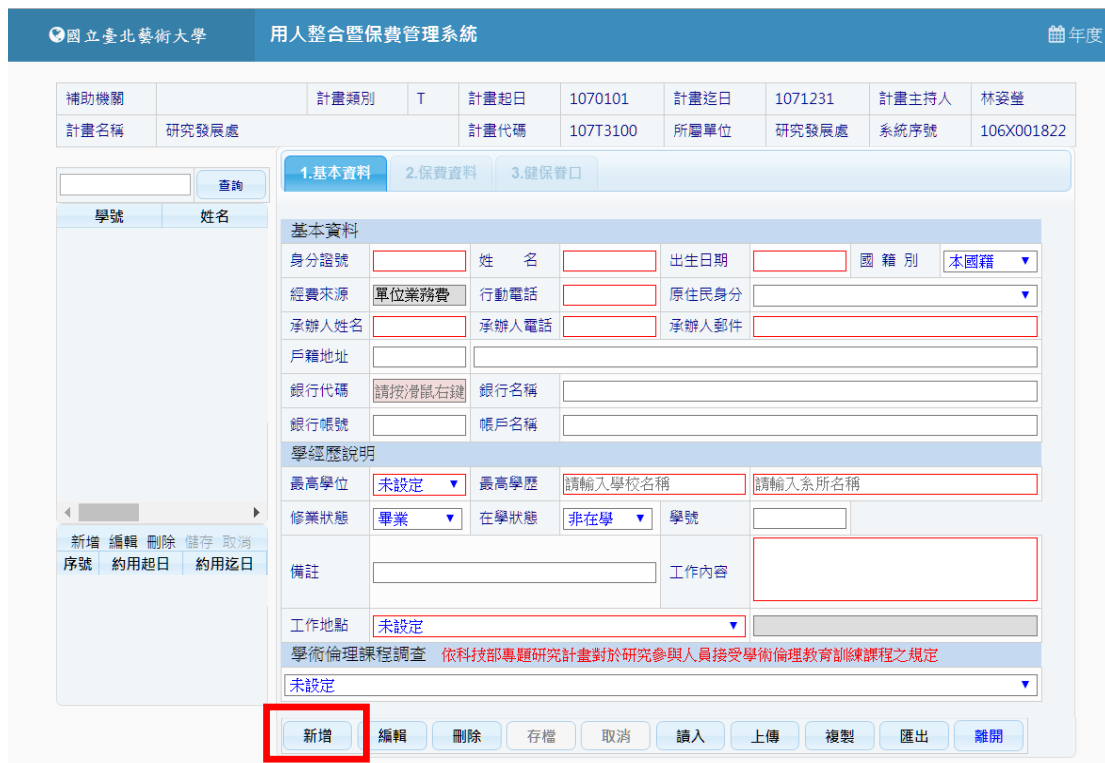 國立臺北藝術大學 用人整合暨保費管理系統 年度
補助機關 計畫類別 T 計畫起日 1070101 計畫迄日 1071231 計畫主持人 林姿瑩
計畫名稱 研究發展處 計畫代碼 107T3100 所屬單位 研究發展處 系統序號 106X001822
查詢
學號 姓名
新增 編輯 刪除 儲存 取消
序號 約用起日 約用迄日
1.基本資料 2.保費資料 3.健保眷口
基本資料
身分證號 姓 名 出生日期 國 籍 別 本國籍
經費來源 單位業務費 行動電話 原住民身分
承辦人姓名 承辦人電話 承辦人郵件
戶籍地址
銀行代碼 請按滑鼠右鍵 銀行名稱
銀行帳號 帳戶名稱
學經歷說明
最高學位 未設定 最高學歷 請輸入學校名稱 請輸入系所名稱
修業狀態 畢業 在學狀態 非在學 學號
備註 工作內容
工作地點 未設定
學術倫理課程調查 依科技部專題研究計畫對於研究參與人員接受學術倫理教育訓練課程之規定
未設定
新增 編輯 刪除 存檔 取消 讀入 上傳 複製 匯出 離開